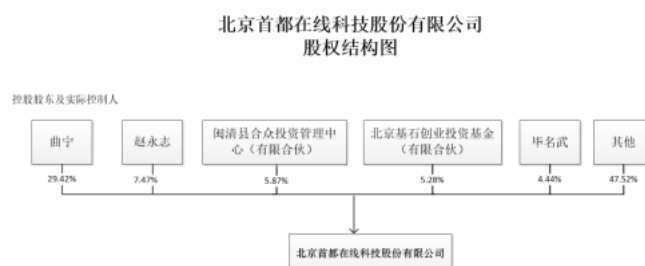 北京首都在线科技股份有限公司
股权结构图
控股股东及实际控制人
曲宁
赵永志
闽清县合众投资管理中
心（有限合伙）
北京基石创业投资基金
（有限合伙）
毕名武
其他
29.42%
7.47%
5.87%
5.28%
4.44%
47.52%
北京首都在线科技股份有限公司